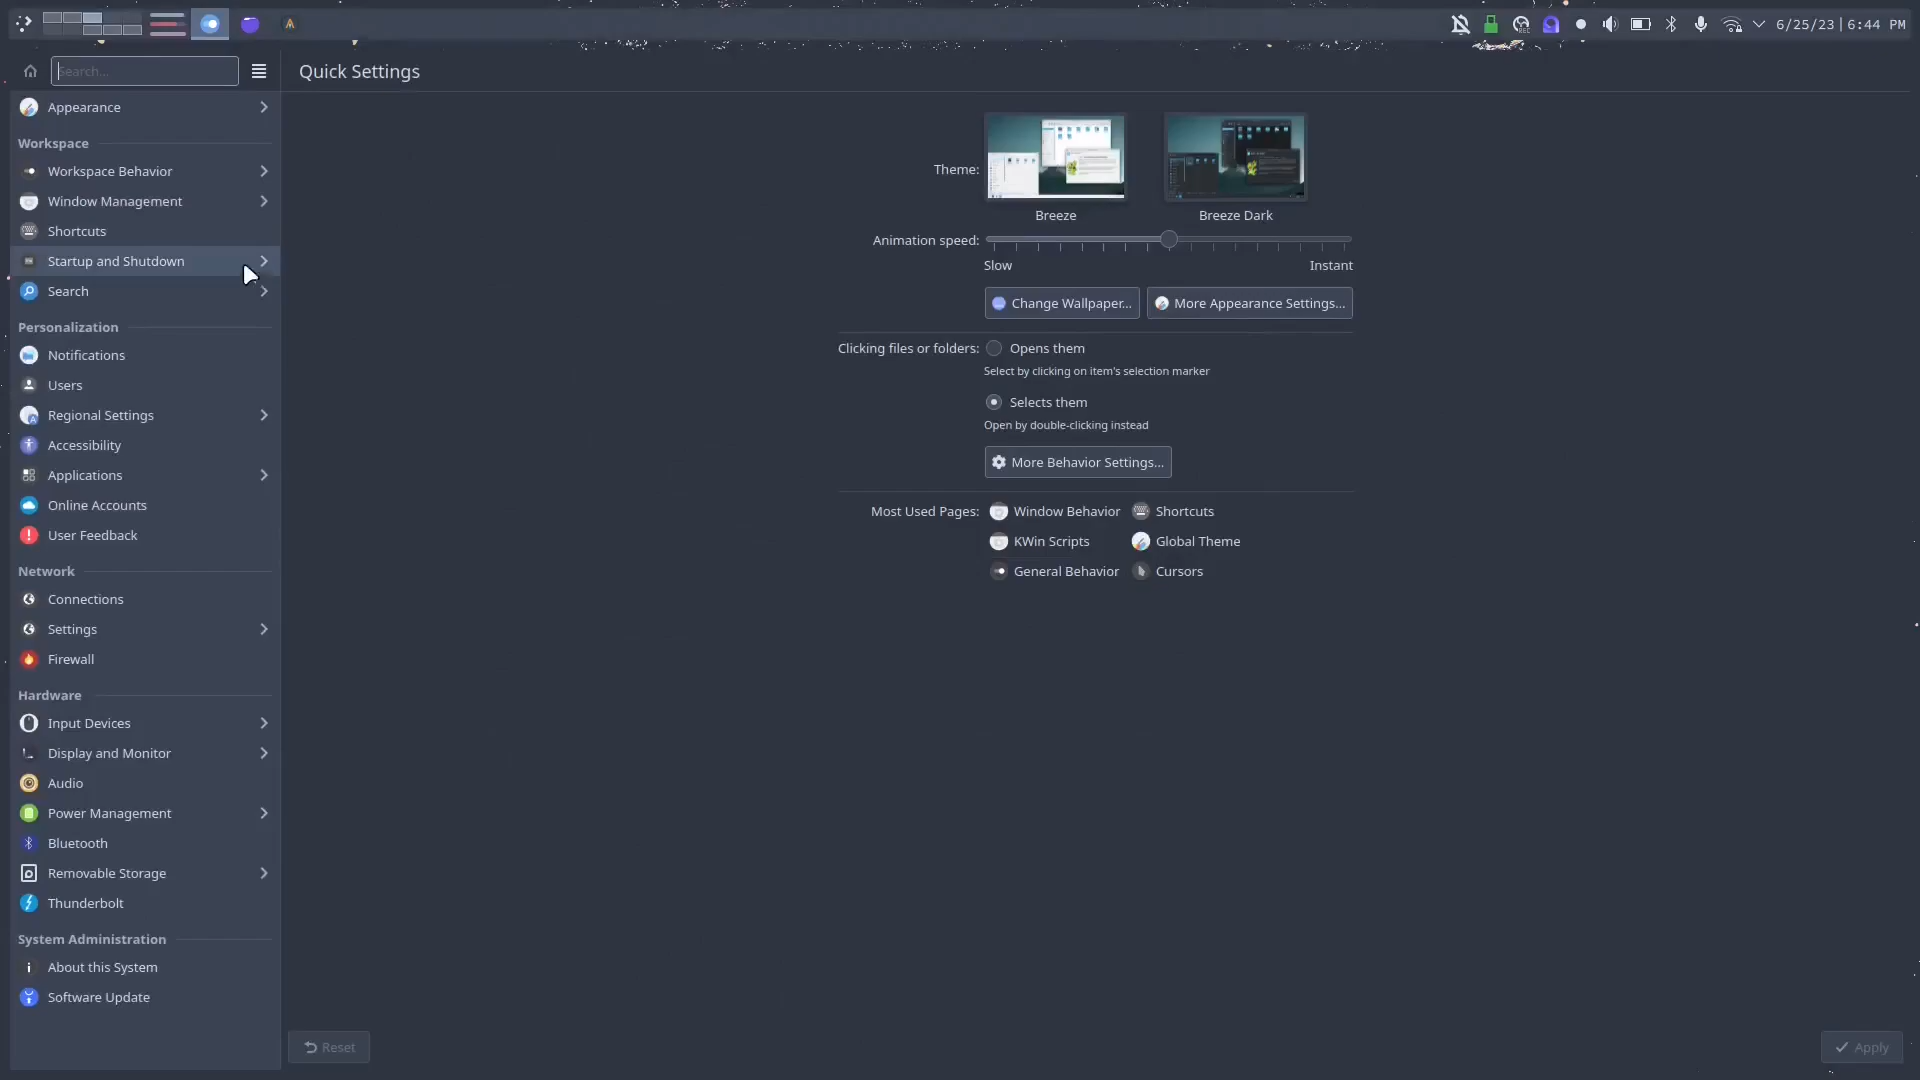 6/25/23 | 6:44 PM
Search...
Quick Settings
Appearance
Workspace
Workspace Behavior
Window Management
Shortcuts
Startup and Shutdown
Search
Personalization
Notifications
Users
Regional Settings
Accessibility
Applications
Online Accounts
User Feedback
Network
Connections
Settings
Firewall
Hardware
Input Devices
Display and Monitor
Audio
Power Management
Bluetooth
Removable Storage
Thunderbolt
System Administration
About this System
Software Update
Theme:
Breeze
Breeze Dark
Animation speed:
Slow
Instant
Change Wallpaper...
More Appearance Settings...
Clicking files or folders:
Opens them
Select by clicking on item's selection marker
Selects them
Open by double-clicking instead
More Behavior Settings...
Most Used Pages:
Window Behavior
Shortcuts
KWin Scripts
Global Theme
General Behavior
Cursors
Reset
Apply